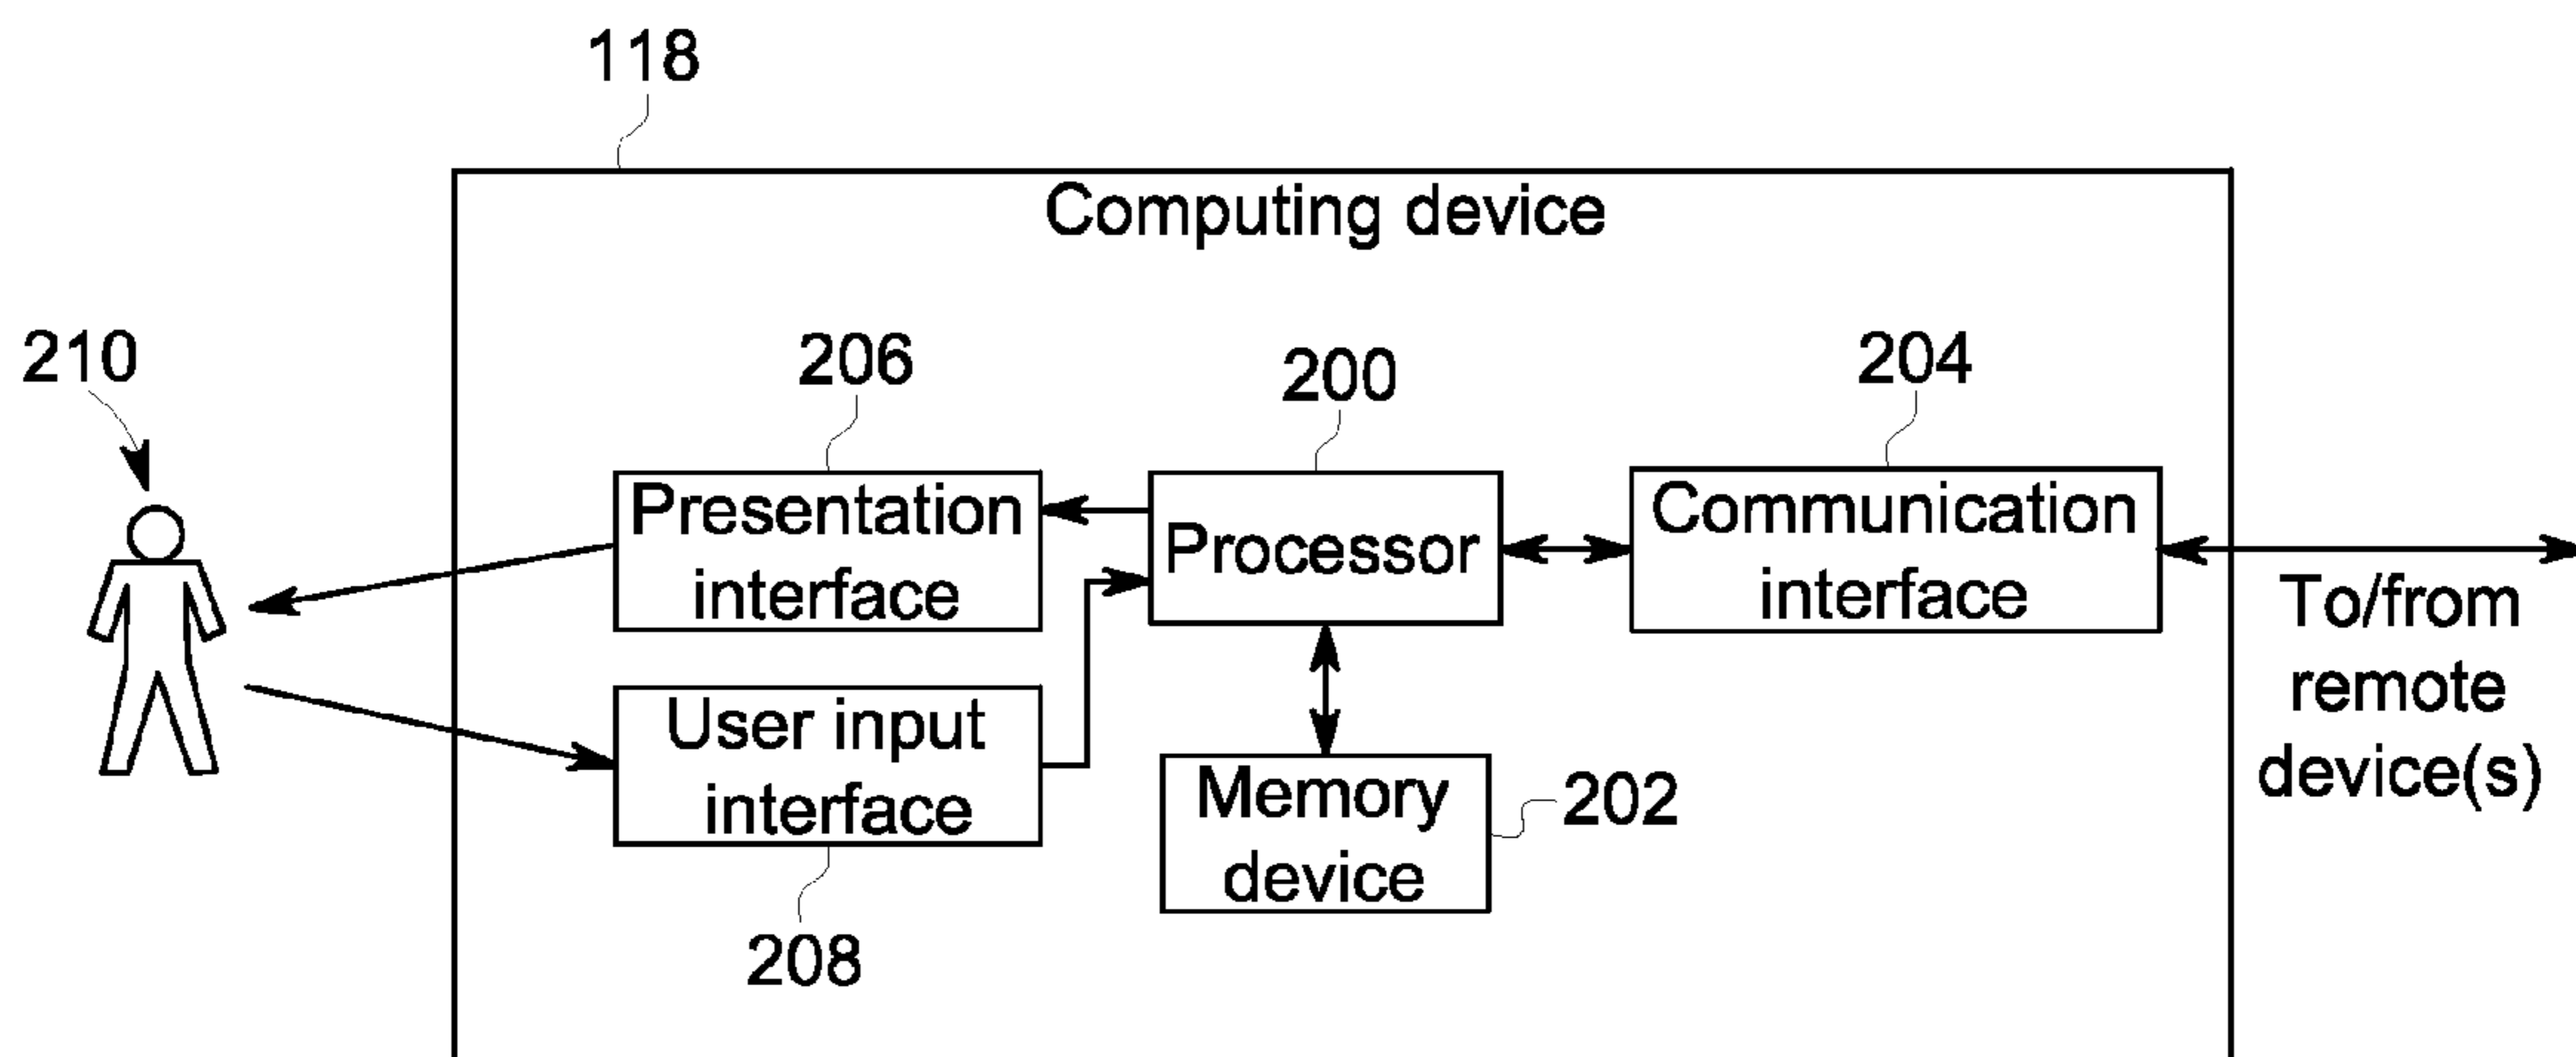 118
Computing device
210
206
200
204
Presentation
interface
Processor
Communication
interface
To/from
remote
device(s)
User input
interface
Memory
device
202
208